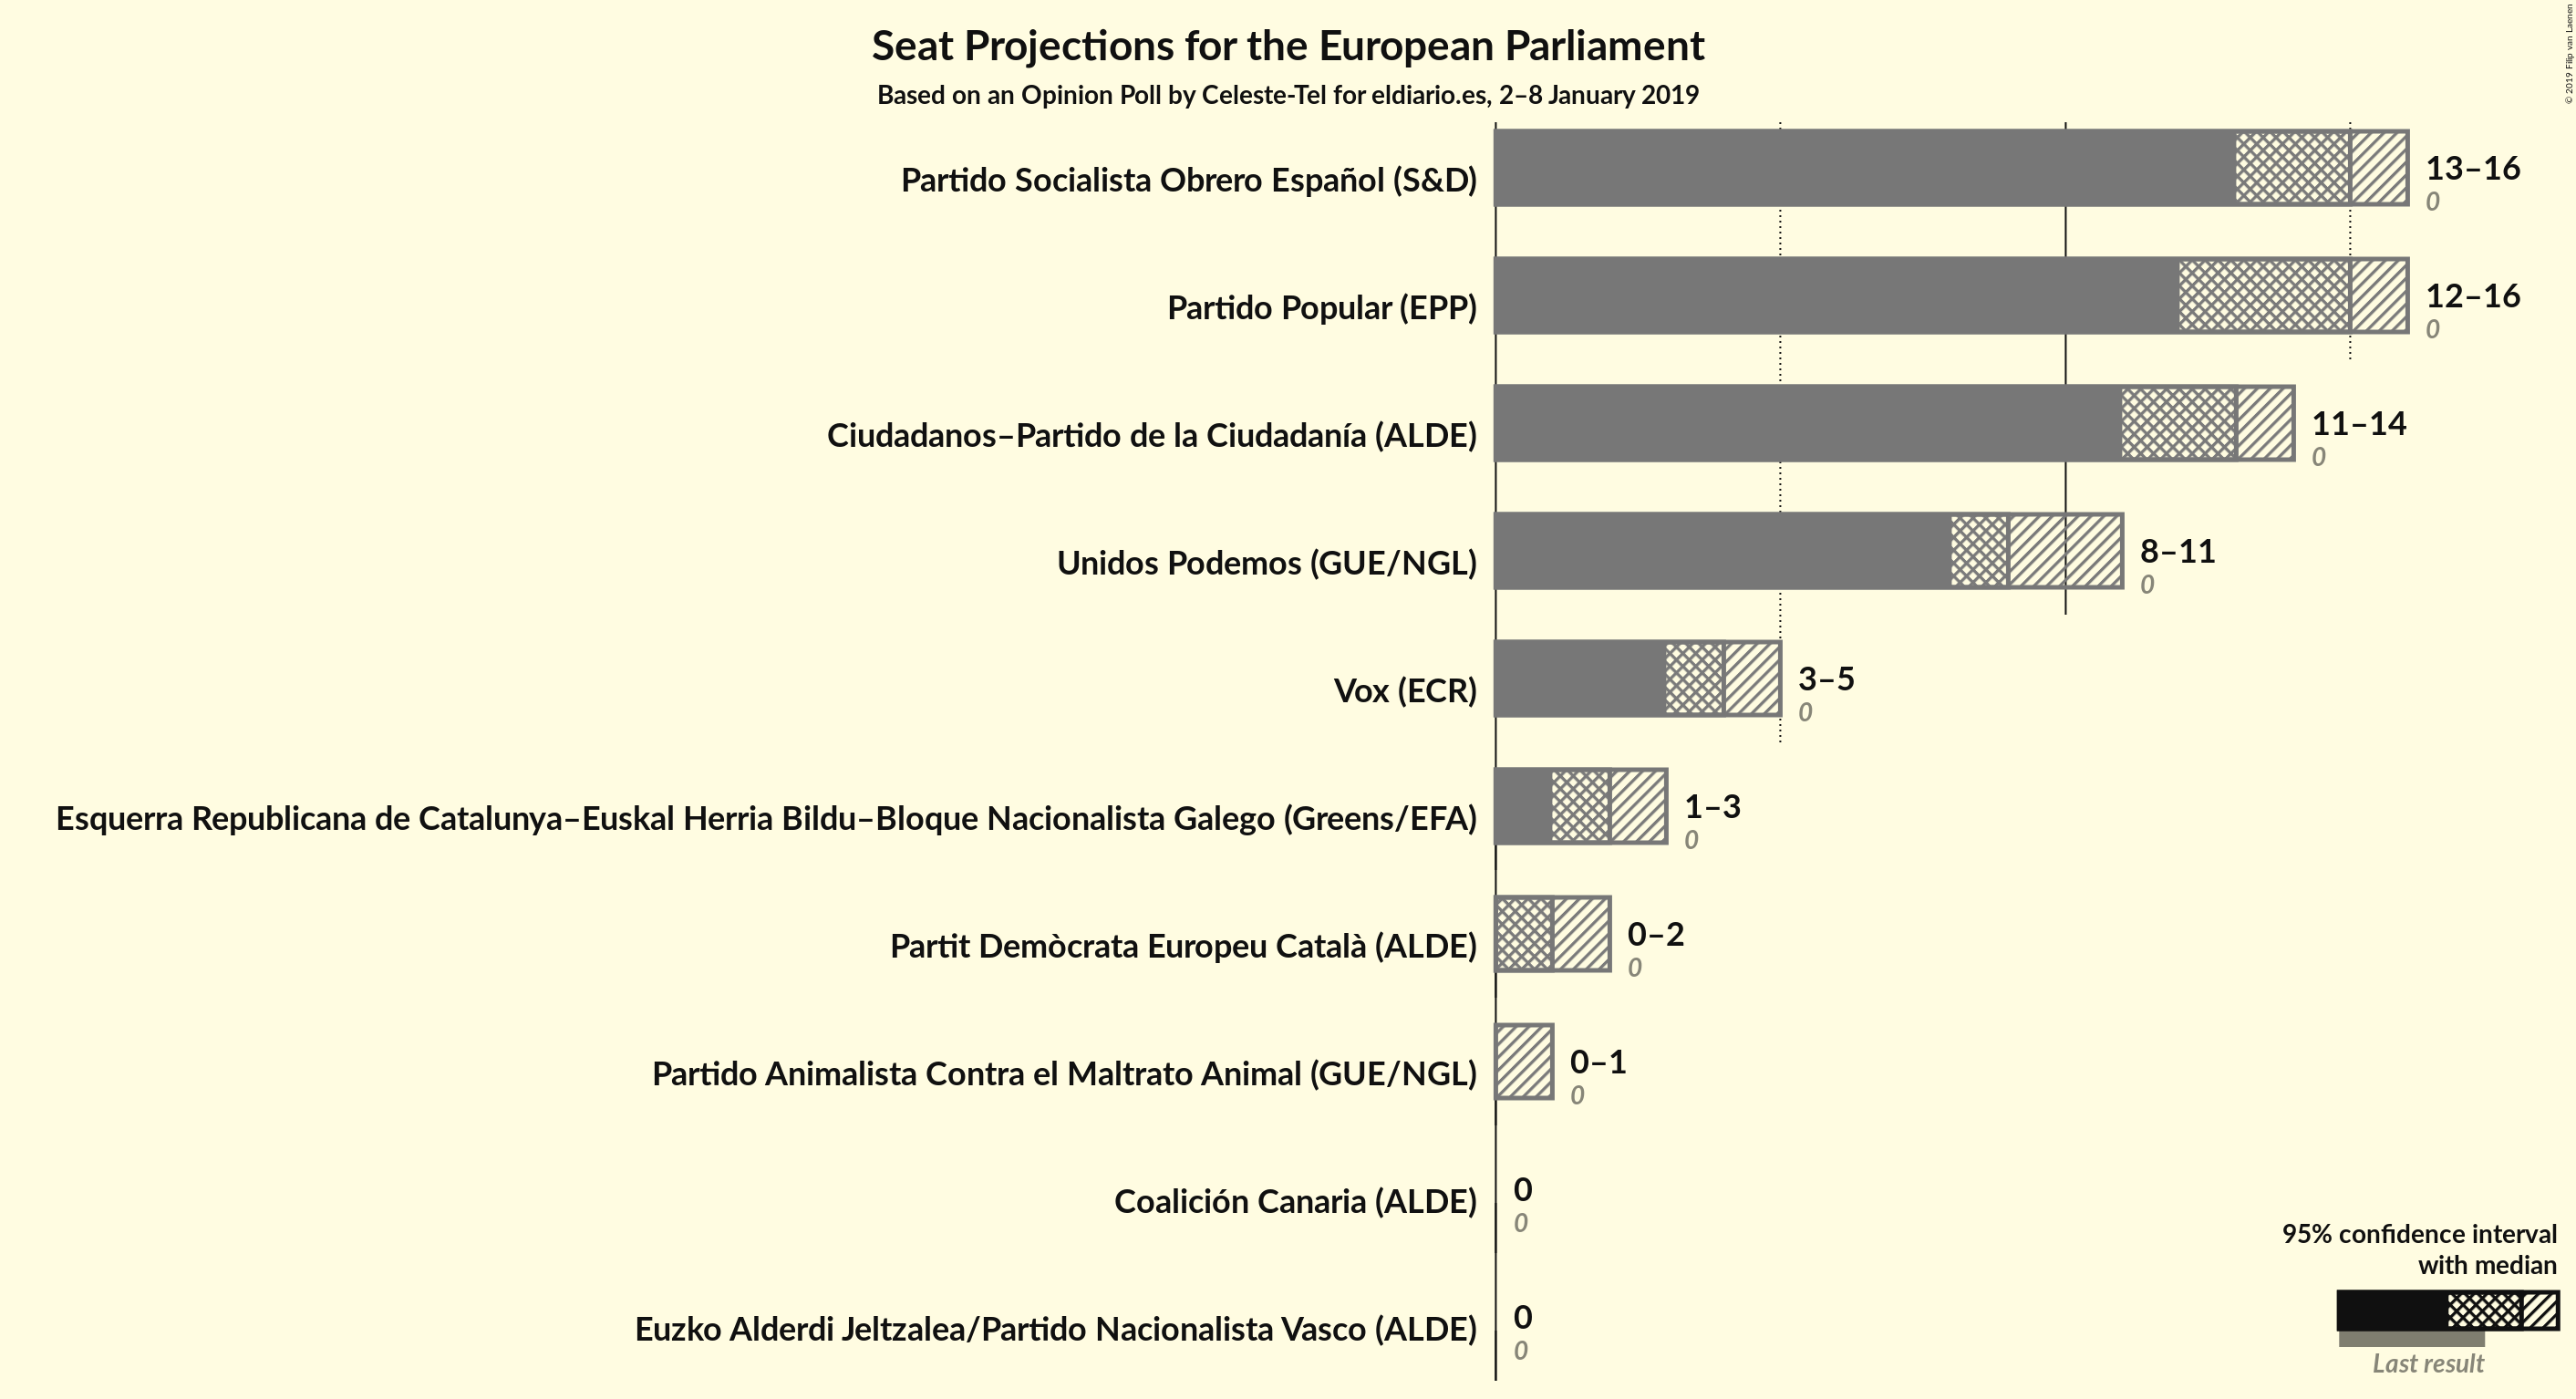 Seat Projections for the European Parliament
Based on an Opinion Poll by Celeste-Tel for eldiario.es, 2–8 January 2019
© 2019 Filip van Laenen
Partido Socialista Obrero Español (S&D)
13–16
0
Partido Popular (EPP)
12–16
0
Ciudadanos–Partido de la Ciudadanía (ALDE)
11–14
0
Unidos Podemos (GUE/NGL)
8–11
0
Vox (ECR)
3–5
0
Esquerra Republicana de Catalunya–Euskal Herria Bildu–Bloque Nacionalista Galego (Greens/EFA)
1–3
0
Partit Demòcrata Europeu Català (ALDE)
0–2
0
Partido Animalista Contra el Maltrato Animal (GUE/NGL)
0–1
0
Coalición Canaria (ALDE)
0
0
Euzko Alderdi Jeltzalea/Partido Nacionalista Vasco (ALDE)
0
0
95% confidence interval
with median
Last result